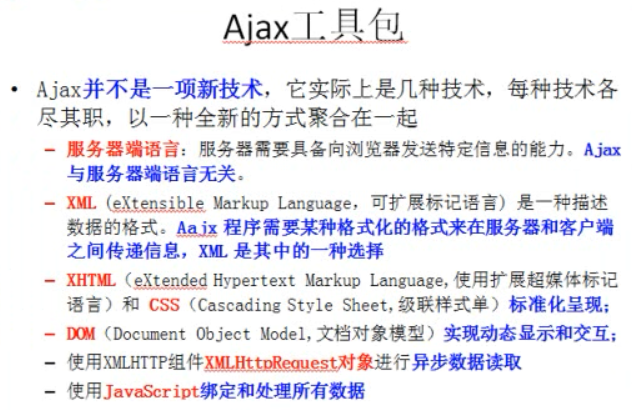 Ajax工具包
• Ajax并不是一项新技术，它实际上是几种技术，每种技术各
尽其职，以一种全新的方式聚合在一起
– 服务器端语言：服务器需要具备向浏览器发送特定信息的能力。Ajax
与服务器端语言无关。
– XML (eXtensible Markup Language，可扩展标记语言) 是一种描述
数据的格式。Aajx 程序需要某种格式化的格式来在服务器和客户端
之间传递信息，XML 是其中的一种选择
– XHTML（eXtended Hypertext Markup Language,使用扩展超媒体标记
语言）和 CSS（Cascading Style Sheet,级联样式单）标准化呈现；
– DOM（Document Object Model,文档对象模型）实现动态显示和交互；
– 使用XMLHTTP组件XMLHttpRequest对象进行异步数据读取
– 使用JavaScript绑定和处理所有数据